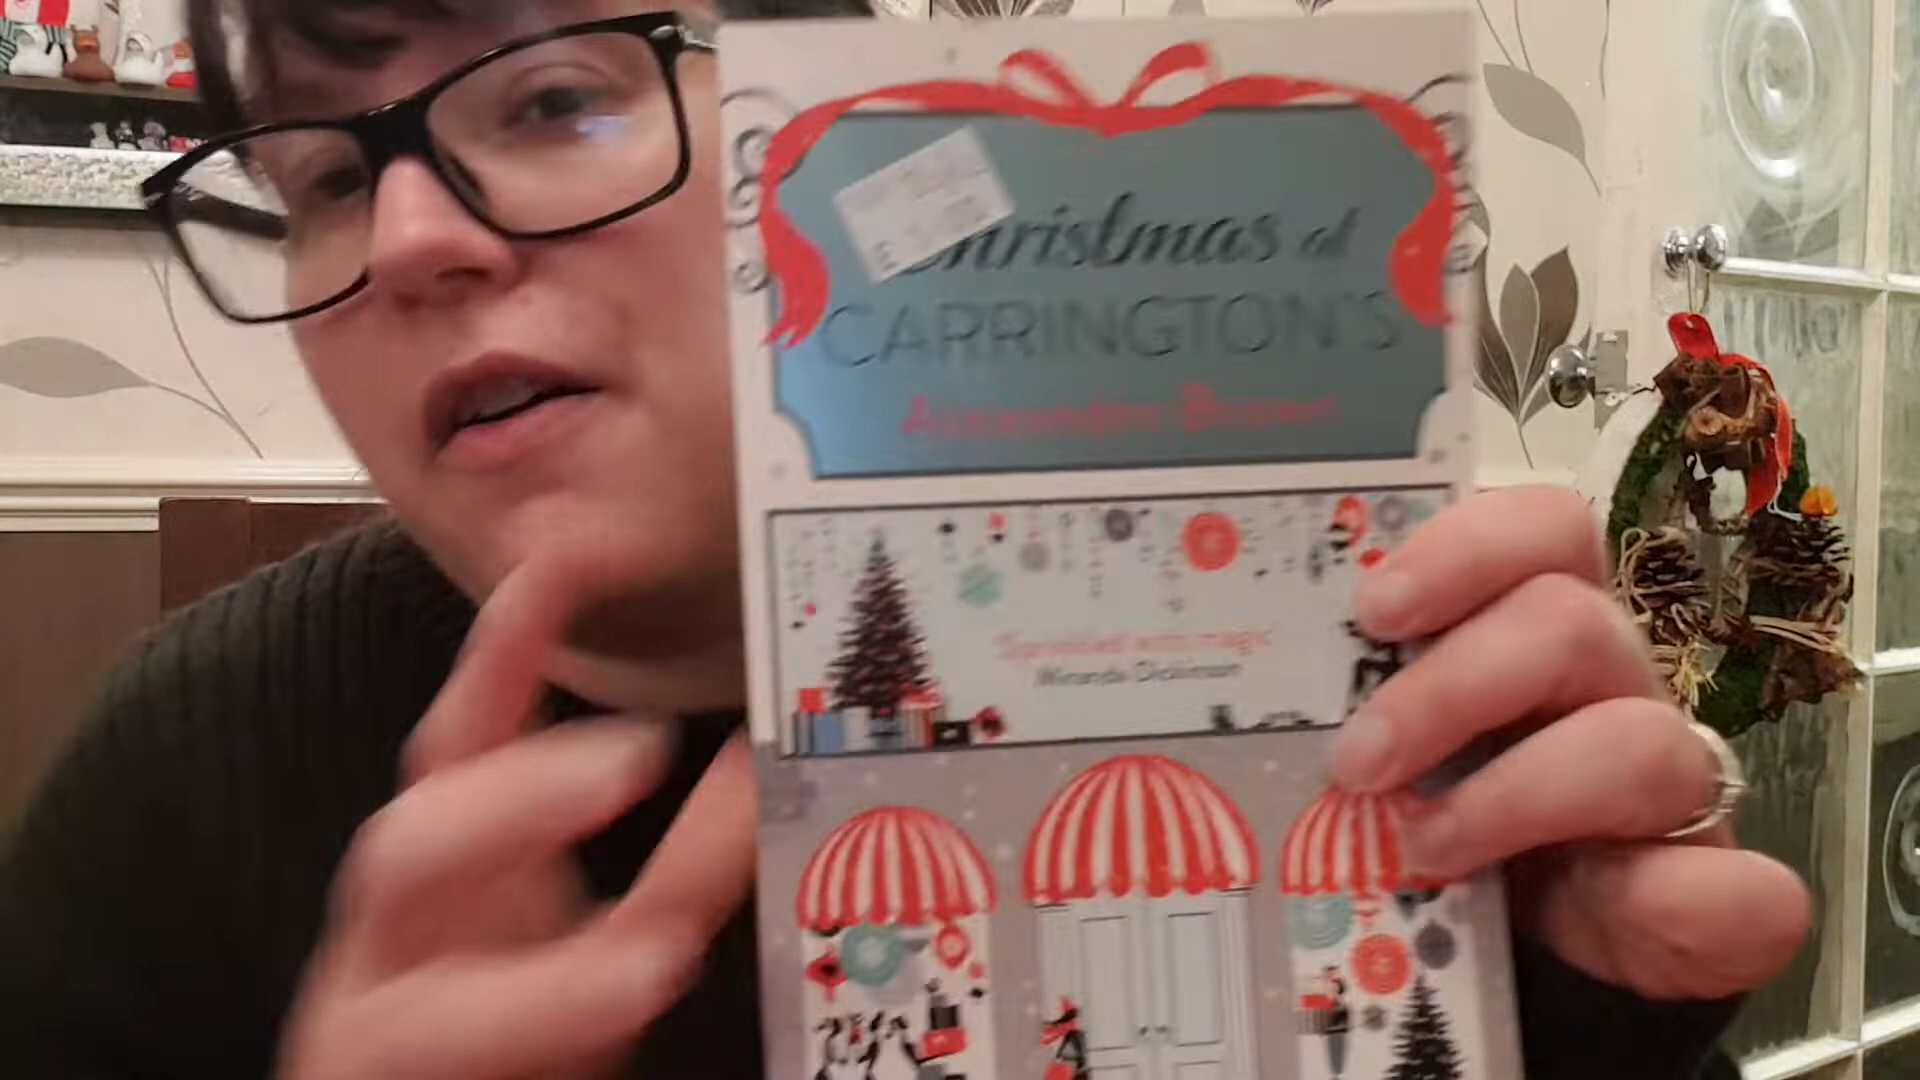 Christmas at
CARRINGTON'S
Alexandra Brown
'Sprinkled with magic'
Miranda Dickinson